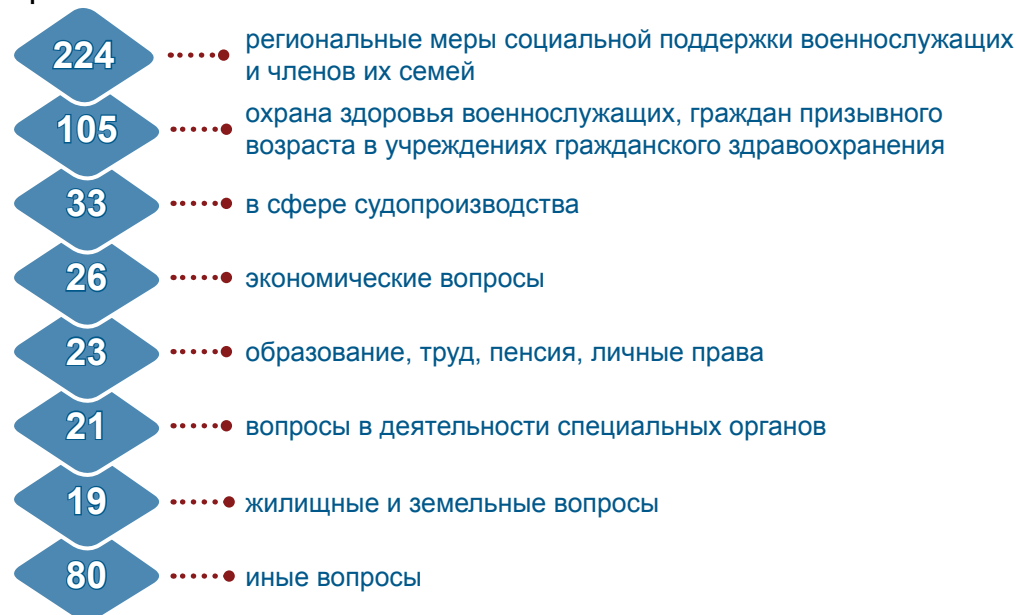 224
региональные меры социальной поддержки военнослужащих
и членов их семей
105
охрана здоровья военнослужащих, граждан призывного
возраста в учреждениях гражданского здравоохранения
33
в сфере судопроизводства
26
экономические вопросы
23
образование, труд, пенсия, личные права
21
вопросы в деятельности специальных органов
19
жилищные и земельные вопросы
80
иные вопросы